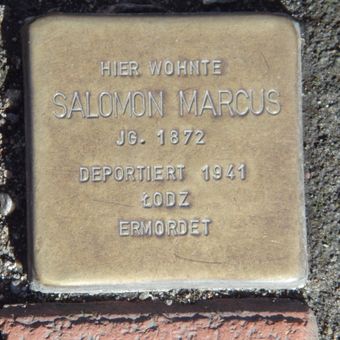 HIER WOHNTE
SALOMON MARCUS
JG. 1872
DEPORTIERT 1941
ŁODZ
ERMORDET